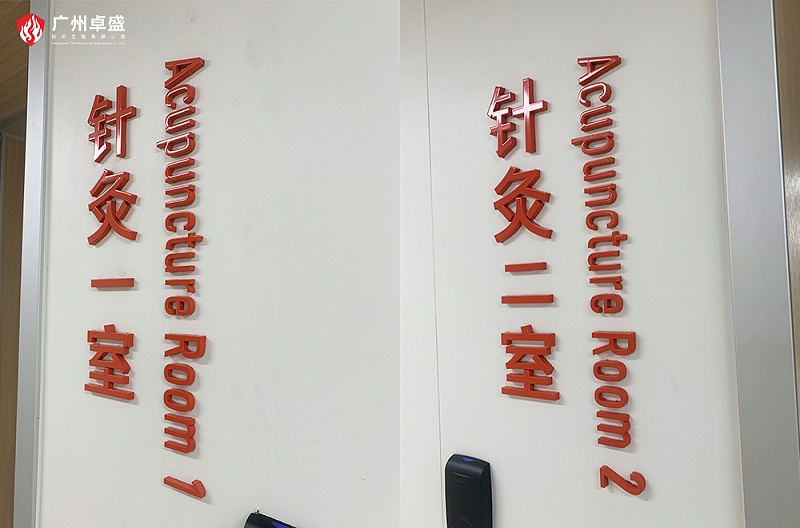 广州卓盛
针灸一室
Acupuncture Room 1
针灸二室
Acupuncture Room 2